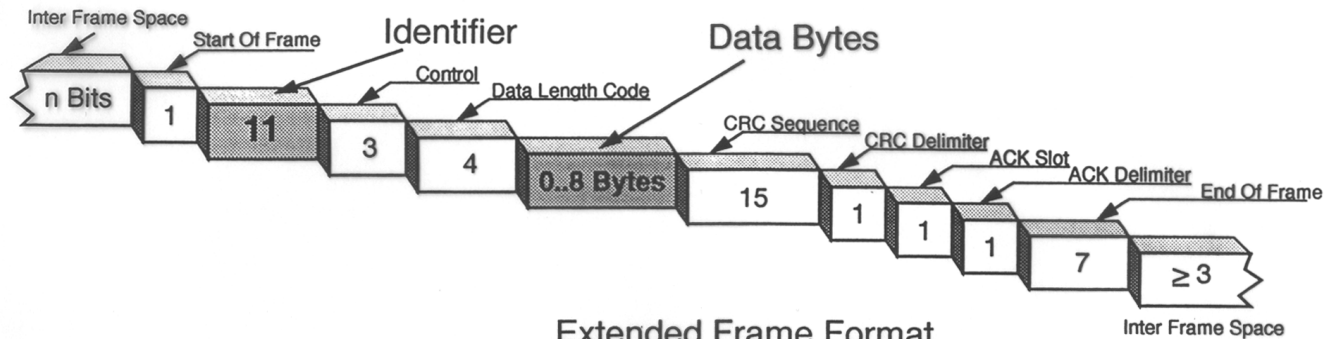 Inter Frame Space
Start Of Frame
Identifier
Control
Data Length Code
Data Bytes
CRC Sequence
CRC Delimiter
ACK Slot
ACK Delimiter
End Of Frame
n Bits
1
11
3
4
0..8 Bytes
15
1
1
1
7
≥ 3
Inter Frame Space
Extended Frame Format